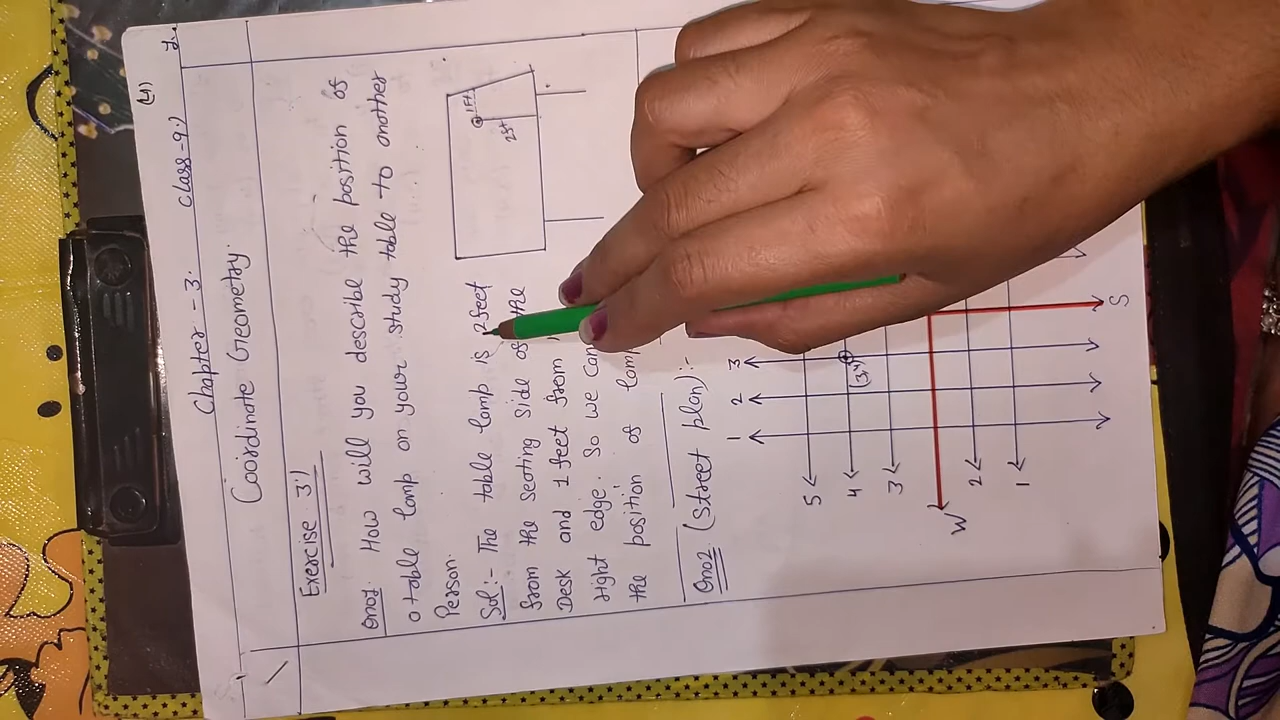 (4)
Chapter - 3. class-9.)
Coordinate Geometry.
Exercise 3.)
Qno1. How will you describe the position of
a table lamp on your study table to another
Person.
Sol:- The table lamp is 2feet
from the seating side of the
Desk and 1 feet from
right edge. So we can
the position of lamp
1Ft
2ft
Qno2. (Street plan):-
1 2 3
5
4 (3,4)
3
W S
2
1